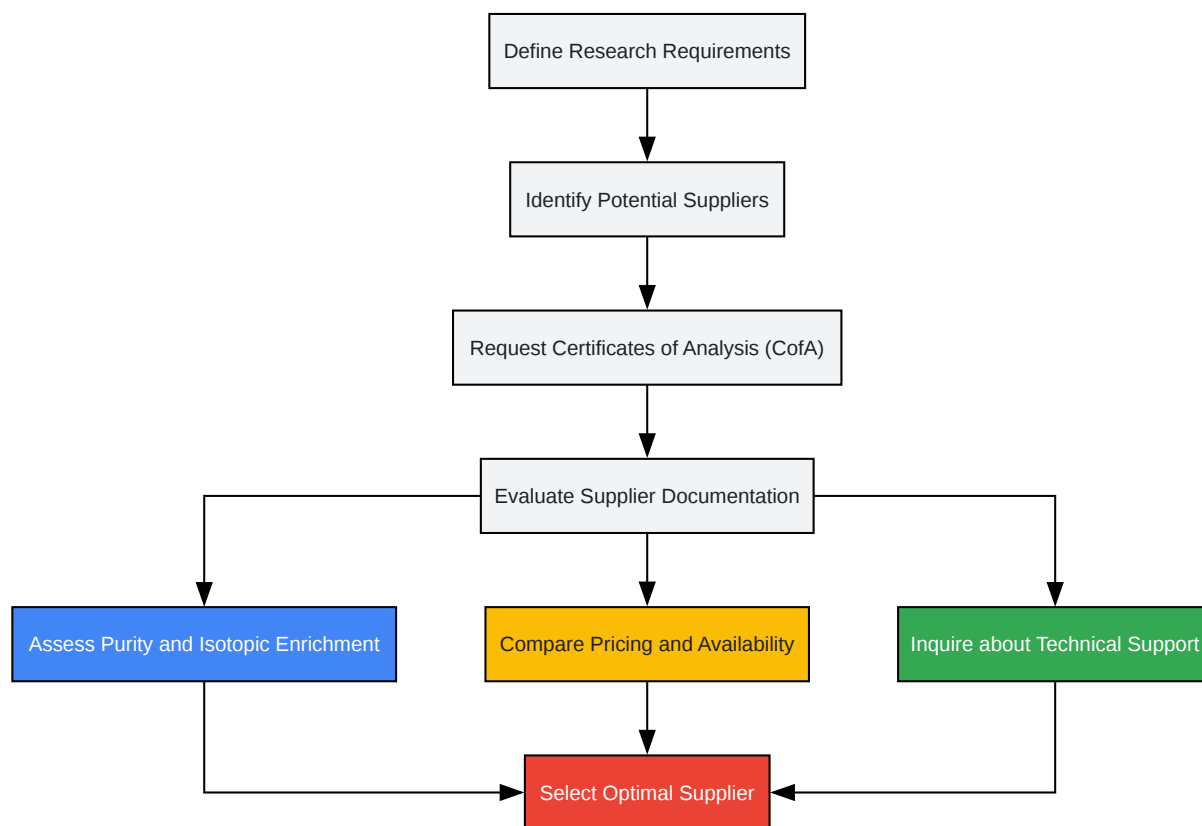 Define Research Requirements
Identify Potential Suppliers
Request Certificates of Analysis (CofA)
Evaluate Supplier Documentation
Assess Purity and Isotopic Enrichment
Compare Pricing and Availability
Inquire about Technical Support
Select Optimal Supplier